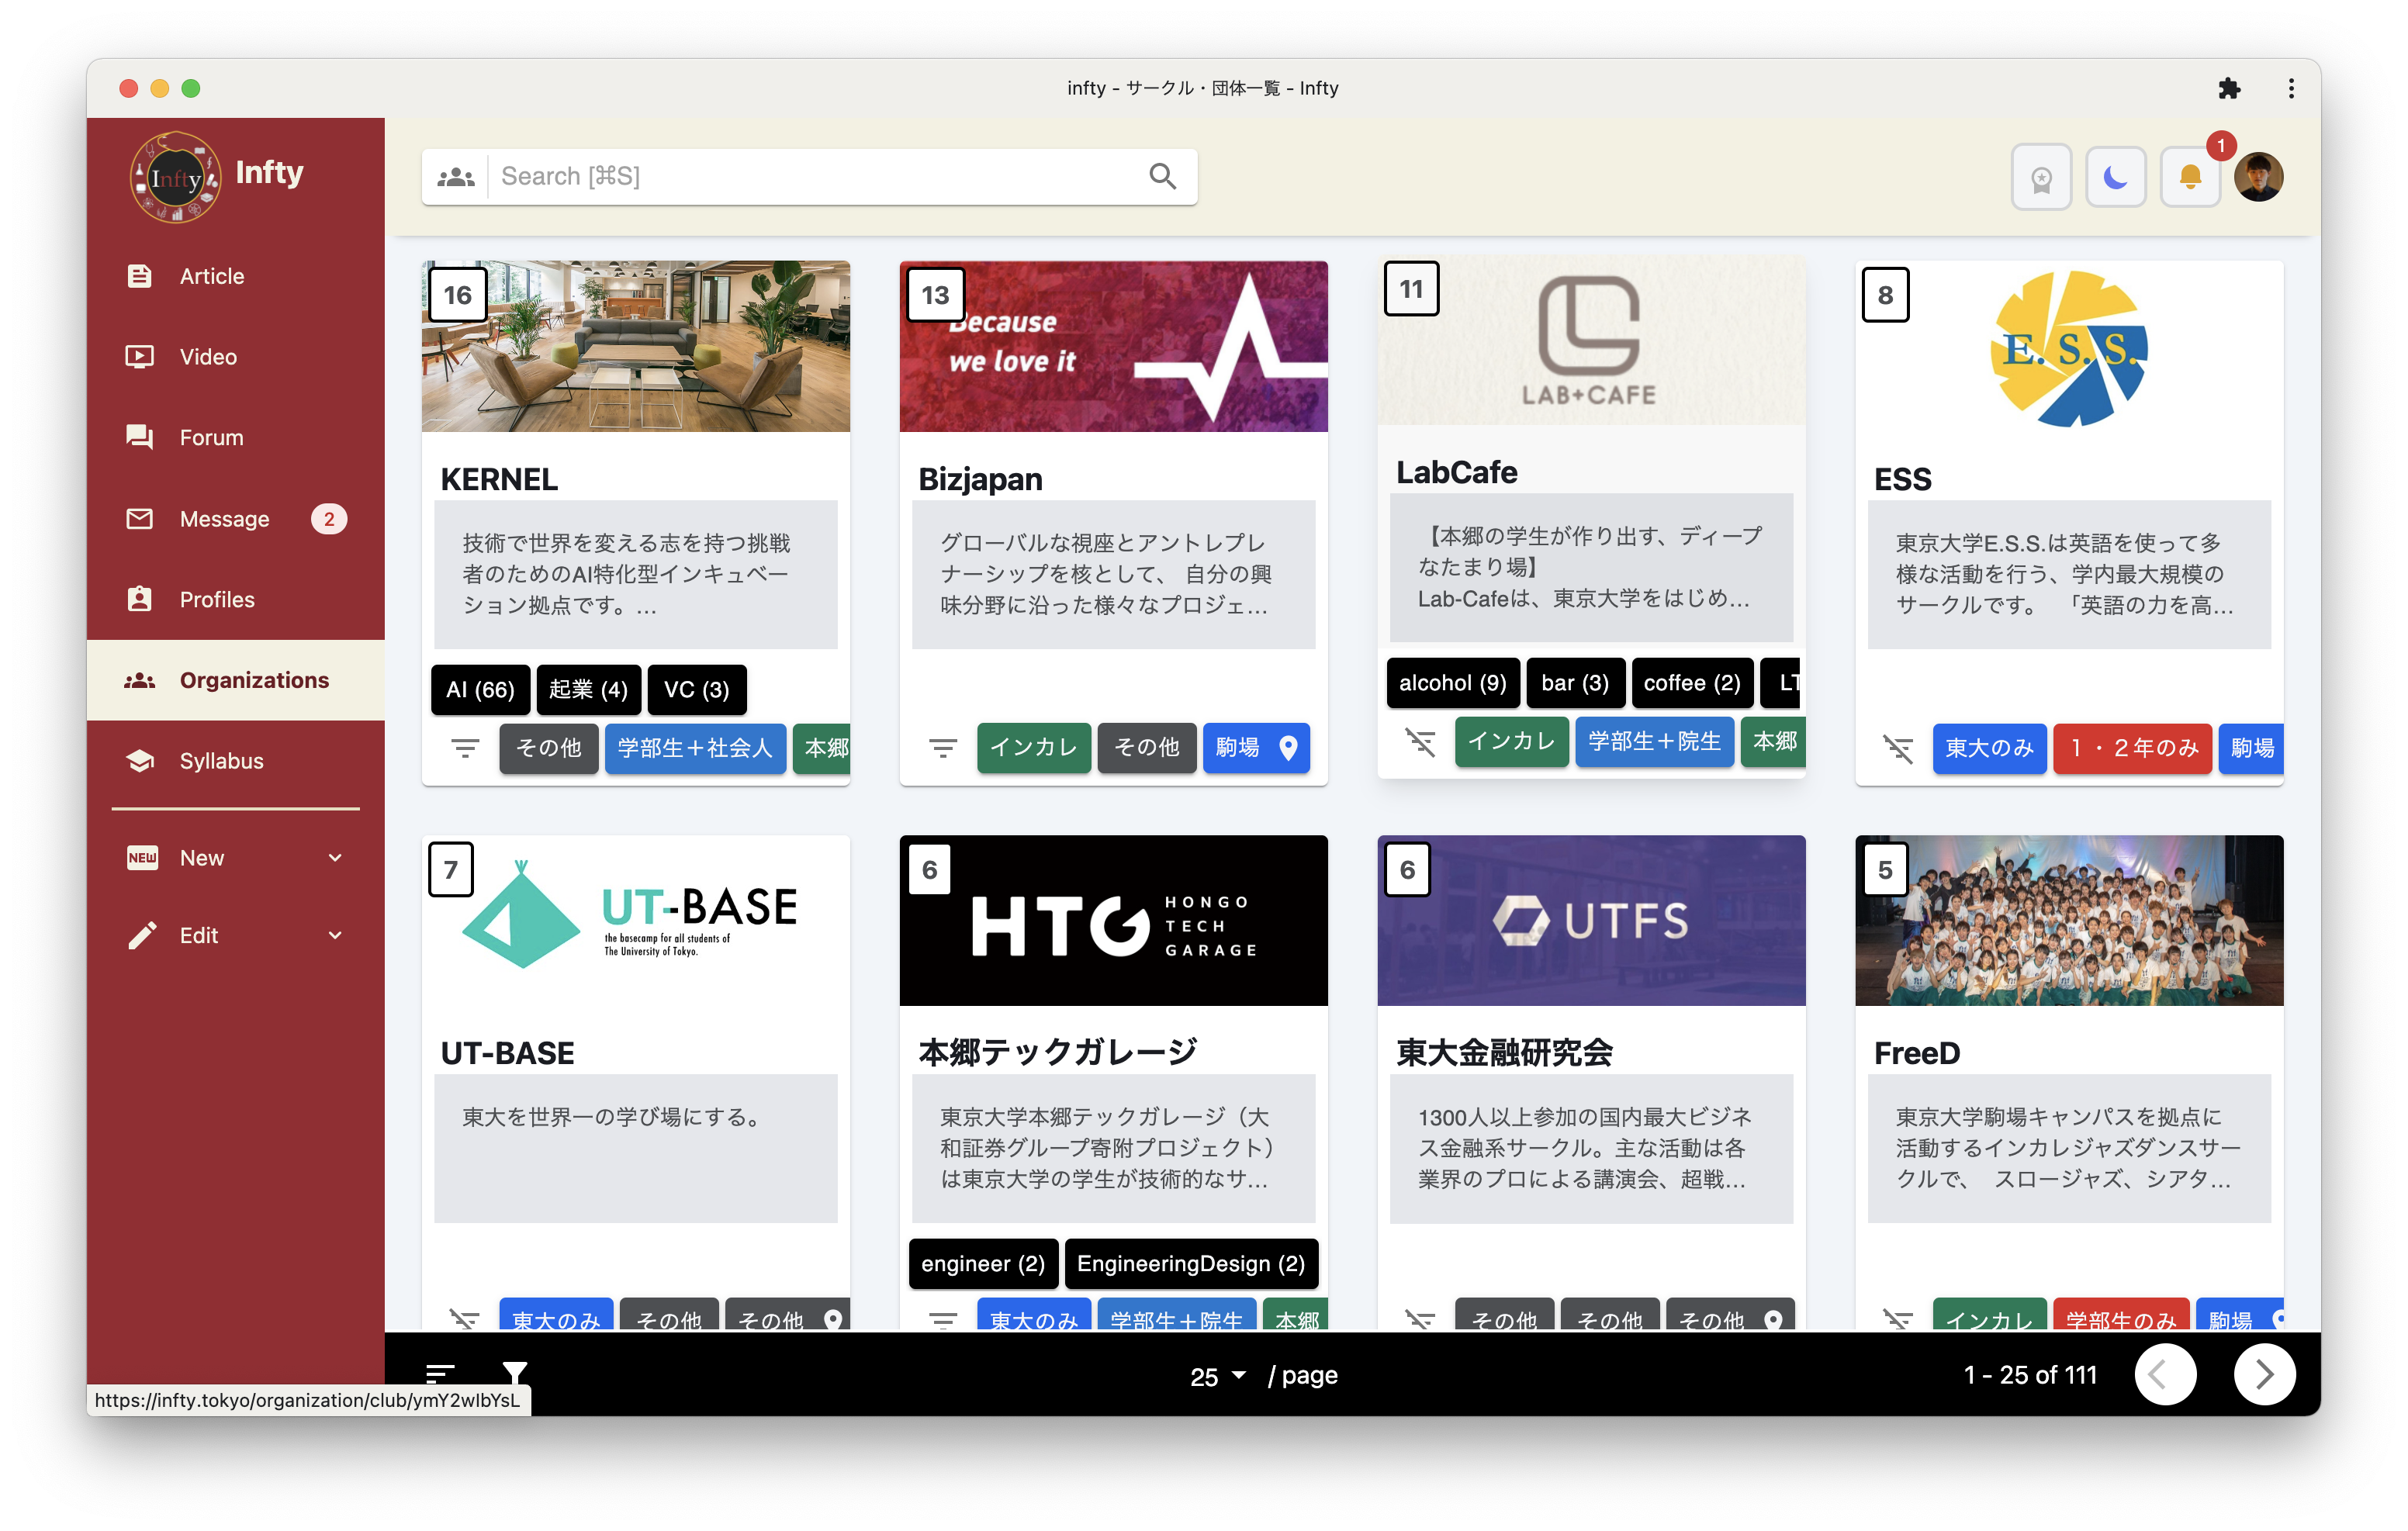 infty - サークル・団体一覧 - Infty
Infty
Infty
Search [⌘S]
1
Article
Video
Forum
Message
2
Profiles
Organizations
Syllabus
NEW
New
Edit
16
KERNEL
技術で世界を変える志を持つ挑戦
者のためのAI特化型インキュベー
ション拠点です。...
AI (66)
起業 (4)
VC (3)
その他
学部生＋社会人
本郷
13
Because
we love it
Bizjapan
グローバルな視座とアントレプレ
ナーシップを核として、 自分の興
味分野に沿った様々なプロジェ...
インカレ
その他
駒場
11
LAB+CAFE
LabCafe
【本郷の学生が作り出す、ディープ
なたまり場】
Lab-Cafeは、東京大学をはじめ...
alcohol (9)
bar (3)
coffee (2)
LT
インカレ
学部生＋院生
本郷
8
E. S. S.
ESS
東京大学E.S.S.は英語を使って多
様な活動を行う、学内最大規模の
サークルです。 「英語の力を高...
東大のみ
１・２年のみ
駒場
7
UT-BASE
the basecamp for all students of
The University of Tokyo.
UT-BASE
東大を世界一の学び場にする。
東大のみ
その他
その他
6
HTG
HONGO
TECH
GARAGE
本郷テックガレージ
東京大学本郷テックガレージ（大
和証券グループ寄附プロジェクト）
は東京大学の学生が技術的なサ...
engineer (2)
EngineeringDesign (2)
東大のみ
学部生＋院生
本郷
6
UTFS
東大金融研究会
1300人以上参加の国内最大ビジネ
ス金融系サークル。主な活動は各
業界のプロによる講演会、超戦...
その他
その他
その他
5
FreeD
東京大学駒場キャンパスを拠点に
活動するインカレジャズダンスサー
クルで、 スロージャズ、シアタ...
インカレ
学部生のみ
駒場
25
/ page
1 - 25 of 111
https://infty.tokyo/organization/club/ymY2wIbYsL